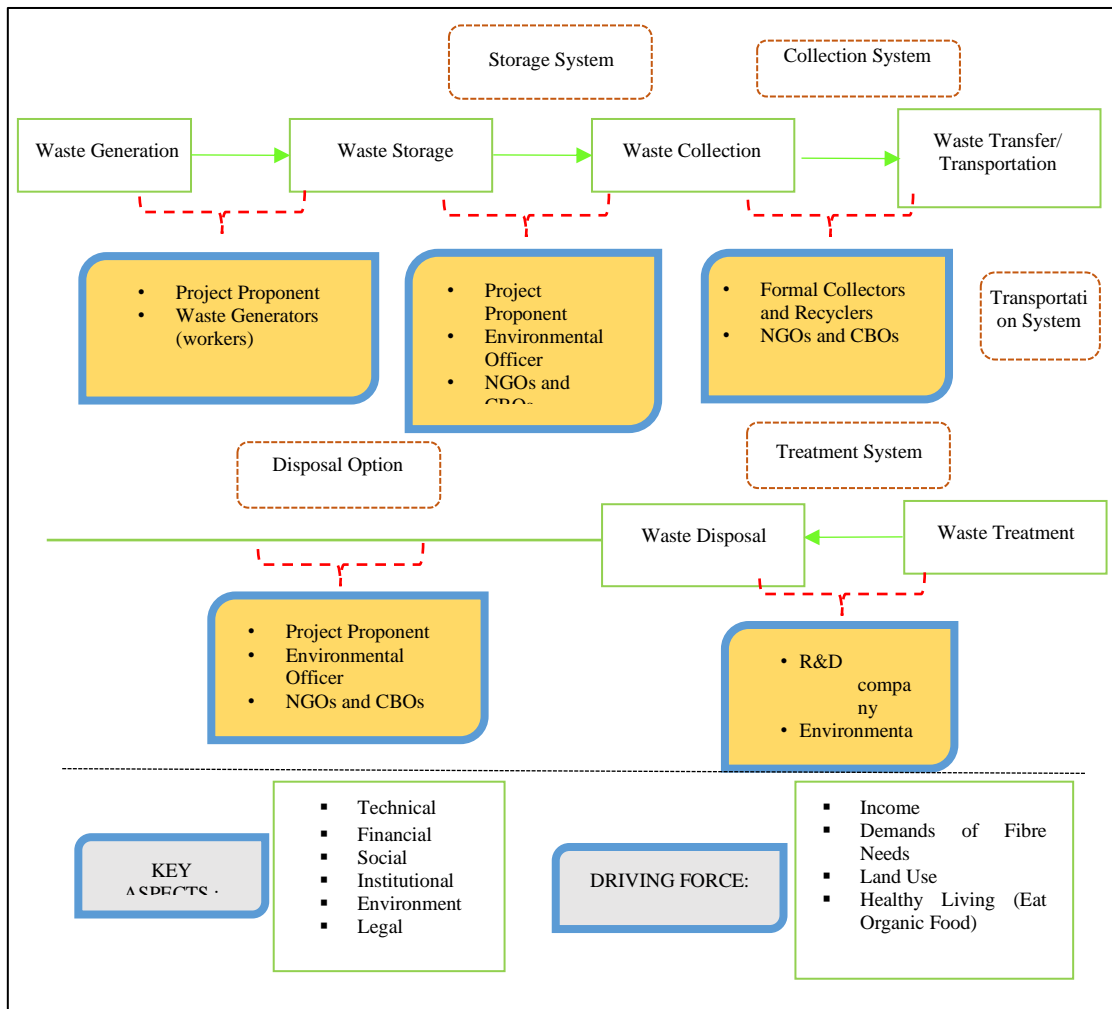 Storage System
Collection System
Waste Generation
Waste Storage
Waste Collection
Waste Transfer/
Transportation
• Project Proponent
• Waste Generators
(workers)
• Project
Proponent
• Environmental
Officer
• NGOs and
CBOs
• Formal Collectors
and Recyclers
• NGOs and CBOs
Transportati
on System
Disposal Option
Treatment System
Waste Disposal
Waste Treatment
• Project Proponent
• Environmental
Officer
• NGOs and CBOs
• R&D
compa
ny
• Environmenta
KEY
ASPECTS :
▪ Technical
▪ Financial
▪ Social
▪ Institutional
▪ Environment
▪ Legal
DRIVING FORCE:
▪ Income
▪ Demands of Fibre
Needs
▪ Land Use
▪ Healthy Living (Eat
Organic Food)